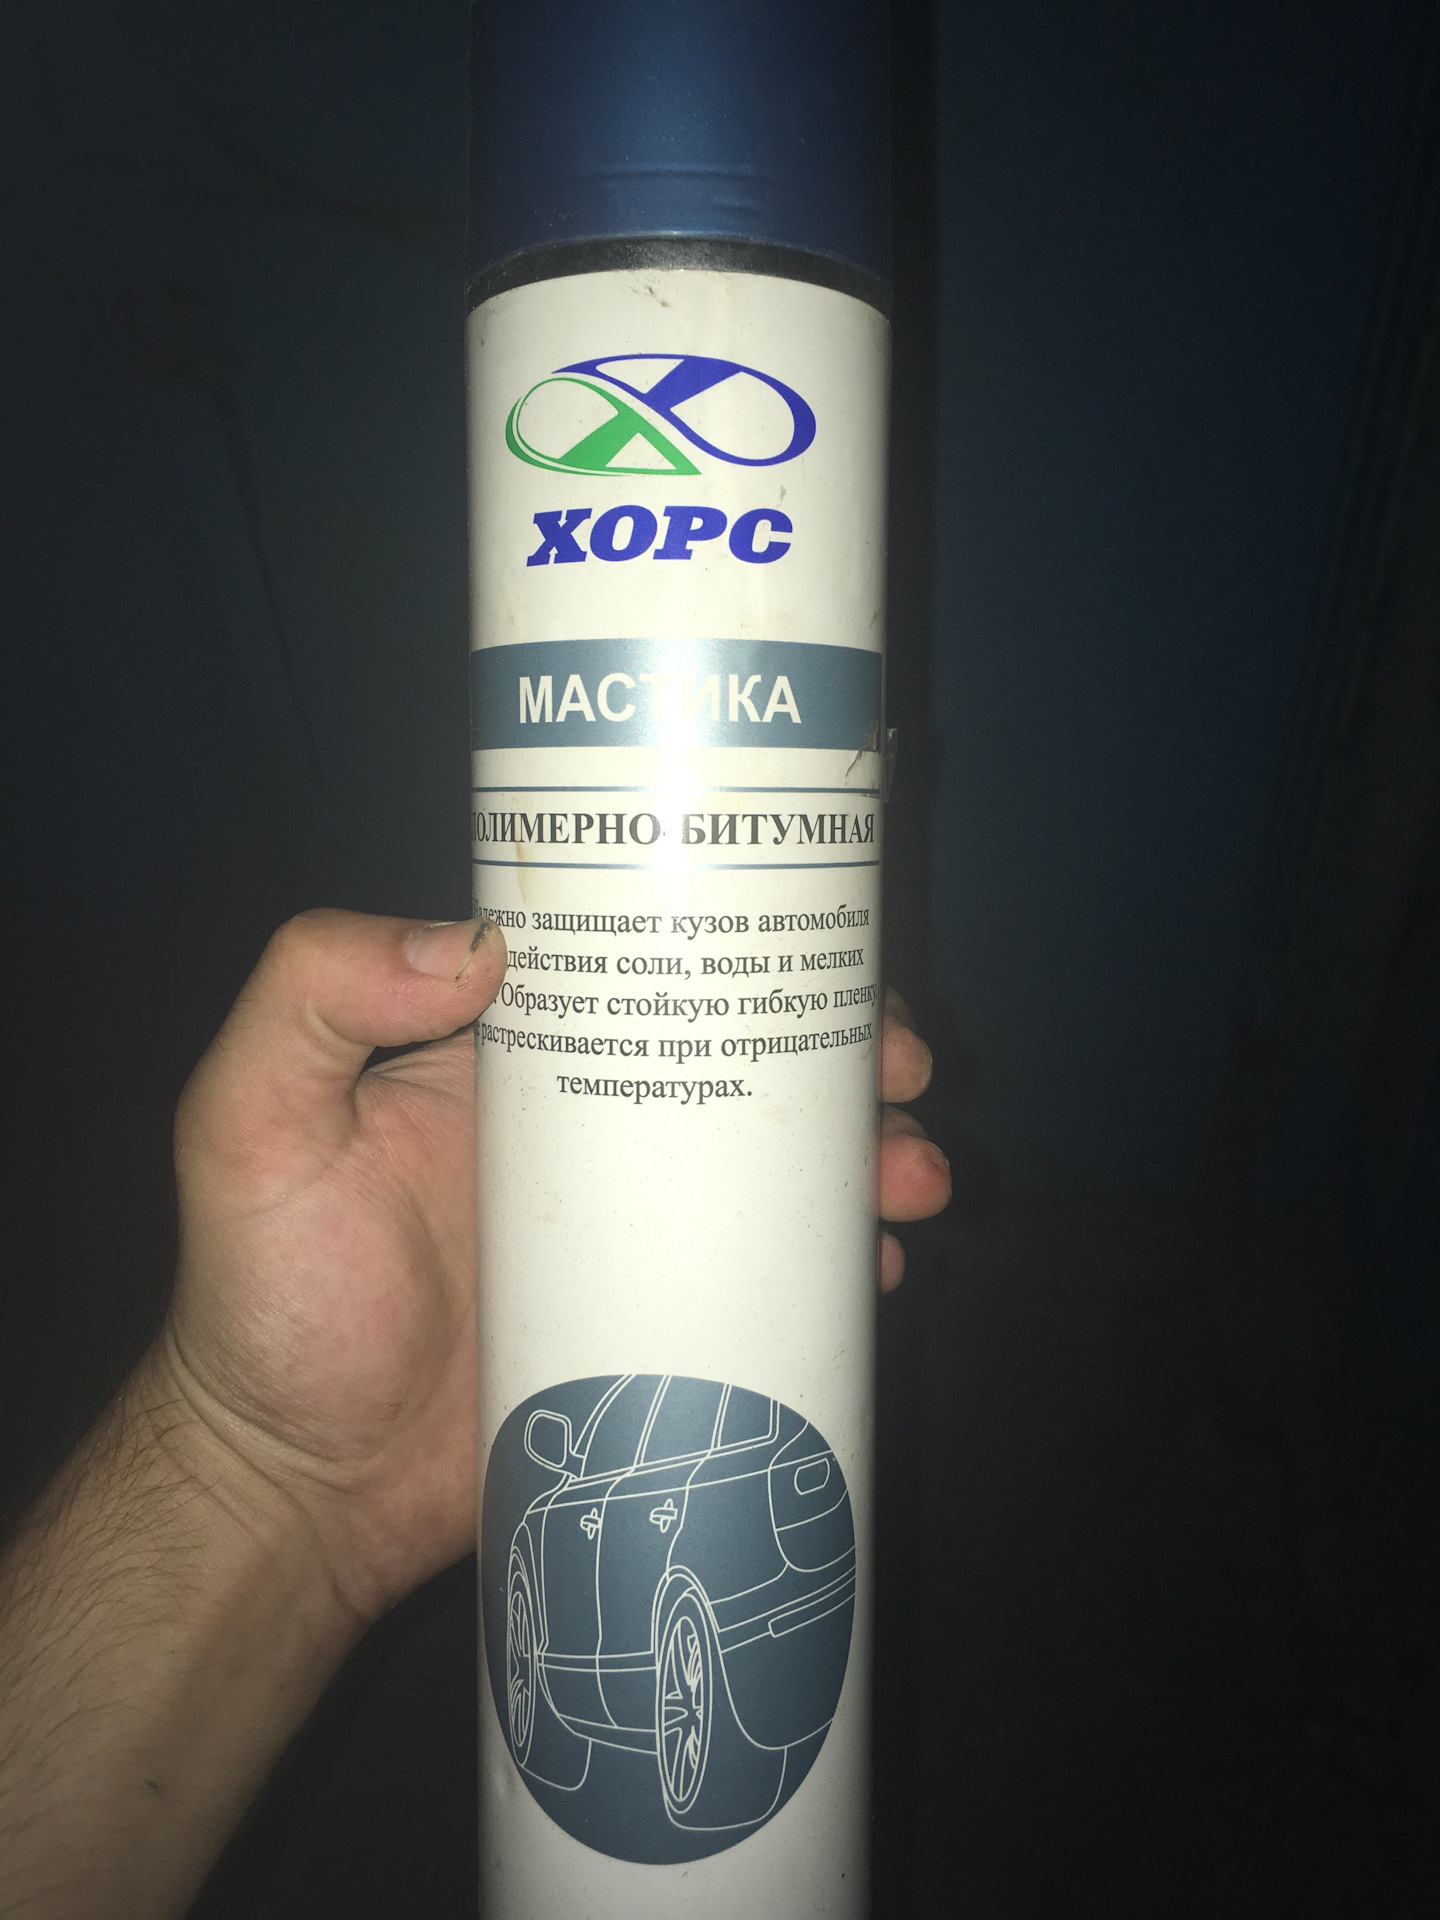 ХОРС
МАСТИКА
ПОЛИМЕРНО-БИТУМНАЯ
Надежно защищает кузов автомобиля
действия соли, воды и мелких
Образует стойкую гибкую пленку
растрескивается при отрицательных
температурах.